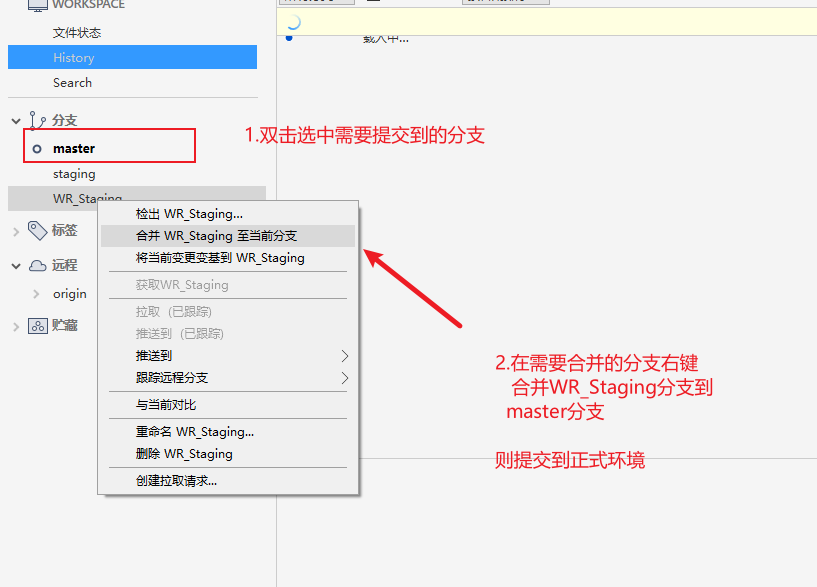 WORKSPACE
文件状态
History
Search
分支
master
staging
WR_Staging
标签
远程
origin
贮藏
载入中...
1.双击选中需要提交到的分支
检出 WR_Staging...
合并 WR_Staging 至当前分支
将当前变更变基到 WR_Staging
获取WR_Staging
拉取（已跟踪)
推送到（已跟踪)
推送到
跟踪远程分支
与当前对比
重命名 WR_Staging...
删除 WR_Staging
创建拉取请求...
2.在需要合并的分支右键
合并WR_Staging分支到
master分支
则提交到正式环境